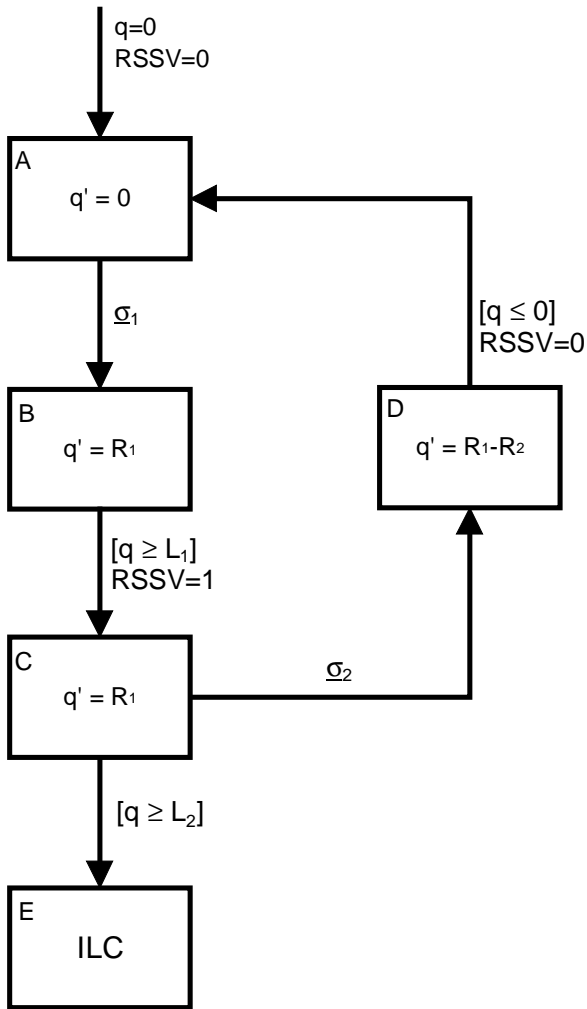 q=0
RSSV=0
A
q' = 0
σ₁
[q ≤ 0]
RSSV=0
B
q' = R₁
D
q' = R₁-R₂
[q ≥ L₁]
RSSV=1
C
q' = R₁
σ₂
[q ≥ L₂]
E
ILC